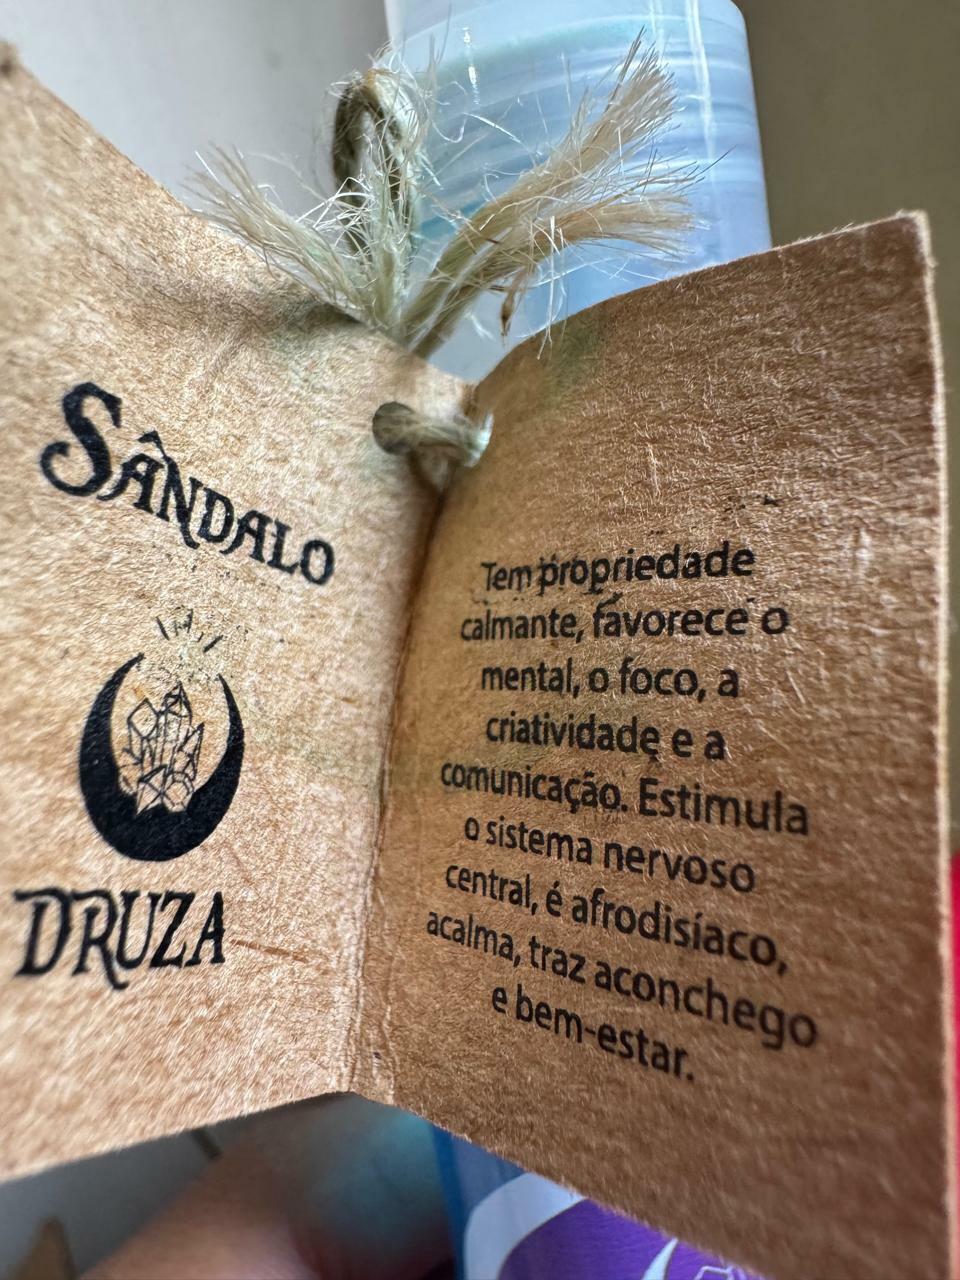 SÂNDALO
DRUZA
Tem propriedade
calmante, favorece o
mental, o foco, a
criatividade e a
comunicação. Estimula
o sistema nervoso
central, é afrodisíaco,
acalma, traz aconchego
e bem-estar.